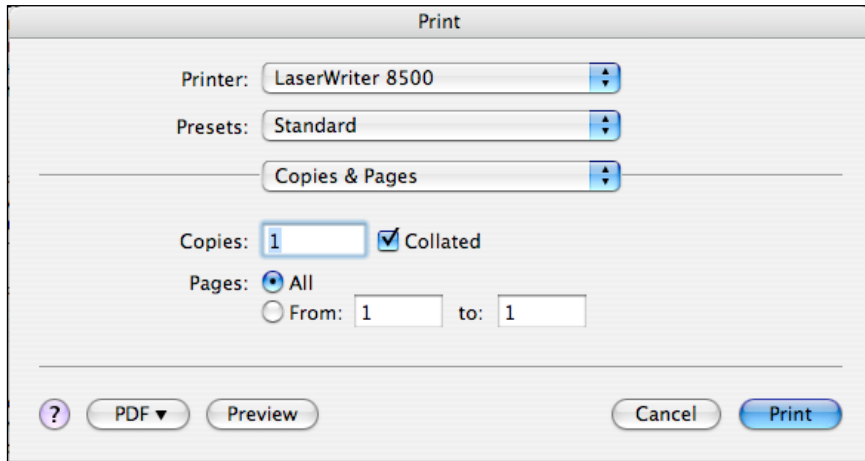 Print
Printer: LaserWriter 8500
Presets: Standard
Copies & Pages
Copies: 1 Collated
Pages: All
From: 1 to: 1
? PDF▼ Preview Cancel Print